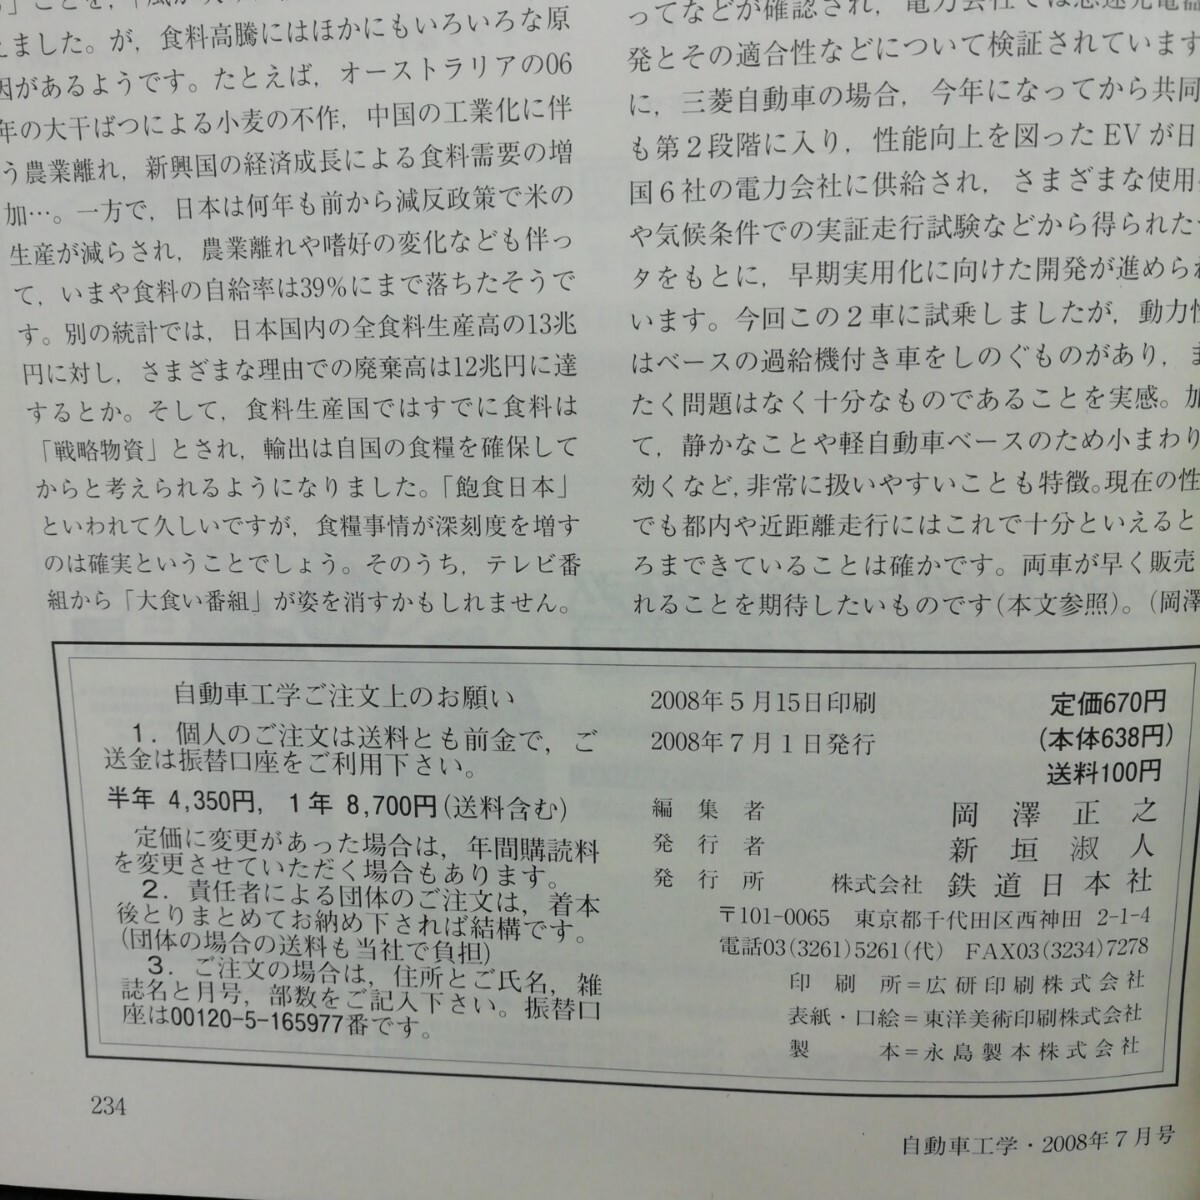 えました。が，食料高騰にはほかにもいろいろな原
因があるようです。たとえば，オーストラリアの06
年の大干ばつによる小麦の不作，中国の工業化に伴
う農業離れ，新興国の経済成長による食料需要の増
加…。一方で，日本は何年も前から減反政策で米の
生産が減らされ，農業離れや嗜好の変化なども伴っ
て，いまや食料の自給率は39%にまで落ちたそうで
す。別の統計では，日本国内の全食料生産高の13兆
円に対し，さまざまな理由での廃棄高は12兆円に達
するとか。そして，食料生産国ではすでに食料は
「戦略物資」とされ，輸出は自国の食糧を確保して
からと考えられるようになりました。「飽食日本」
といわれて久しいですが，食糧事情が深刻度を増す
のは確実ということでしょう。そのうち，テレビ番
組から「大食い番組」が姿を消すかもしれません。
ってなどが確認され，電力会社では急速充電器
発とその適合性などについて検証されています
に，三菱自動車の場合，今年になってから共同
も第２段階に入り，性能向上を図ったEVが日
国６社の電力会社に供給され，さまざまな使用
や気候条件での実証走行試験などから得られた
タをもとに，早期実用化に向けた開発が進められ
います。今回この２車に試乗しましたが，動力性
はベースの過給機付き車をしのぐものがあり，ま
たく問題はなく十分なものであることを実感。加
て，静かなことや軽自動車ベースのため小まわり
効くなど，非常に扱いやすいことも特徴。現在の性
でも都内や近距離走行にはこれで十分といえると
ろまできていることは確かです。両車が早く販売
れることを期待したいものです(本文参照)。(岡澤
自動車工学ご注文上のお願い
１．個人のご注文は送料とも前金で，ご
送金は振替口座をご利用下さい。
半年 4,350円，１年 8,700円(送料含む)
定価に変更があった場合は，年間購読料
を変更させていただく場合もあります。
２．責任者による団体のご注文は，着本
後とりまとめてお納め下されば結構です。
(団体の場合の送料も当社で負担)
３．ご注文の場合は，住所とご氏名，雑
誌名と月号，部数をご記入下さい。振替口
座は00120-5-165977番です。
2008年５月15日印刷
2008年７月１日発行
定価670円
(本体638円)
送料100円
編集者 岡澤正之
発行者 新垣淑人
発行所 株式会社 鉄道日本社
〒101-0065 東京都千代田区西神田 2-1-4
電話03(3261)5261(代) FAX03(3234)7278
印刷所＝広研印刷株式会社
表紙・口絵＝東洋美術印刷株式会社
製本＝永島製本株式会社
234
自動車工学・2008年７月号